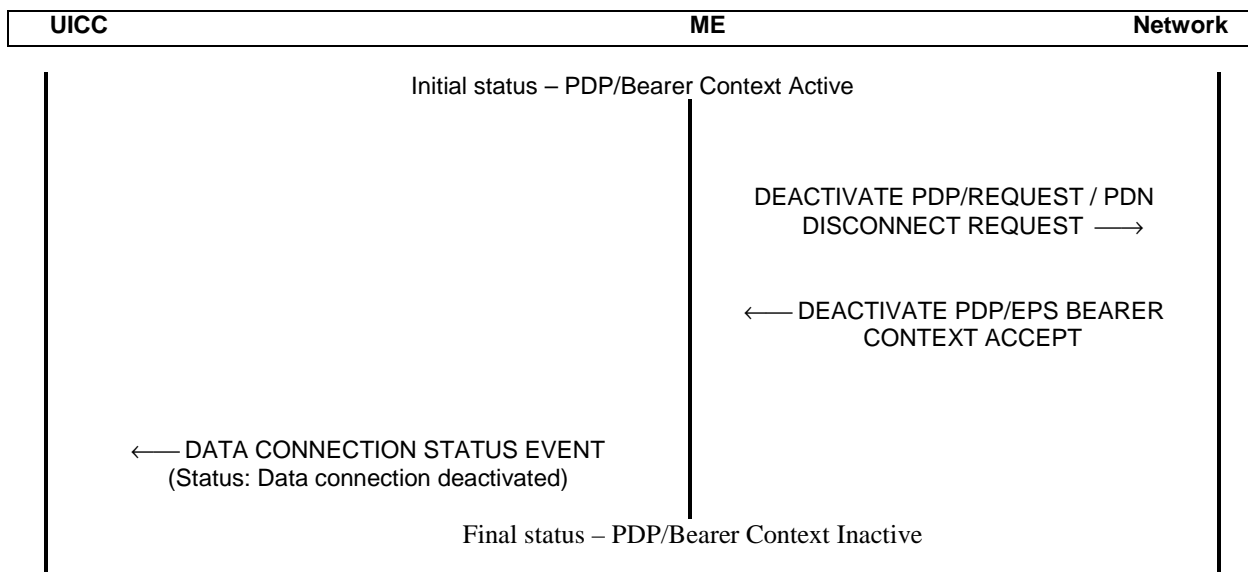 UICC ME Network
Initial status – PDP/Bearer Context Active
DEACTIVATE PDP/REQUEST / PDN
DISCONNECT REQUEST ⟶
⟵ DEACTIVATE PDP/EPS BEARER
CONTEXT ACCEPT
⟵ DATA CONNECTION STATUS EVENT
(Status: Data connection deactivated)
Final status – PDP/Bearer Context Inactive